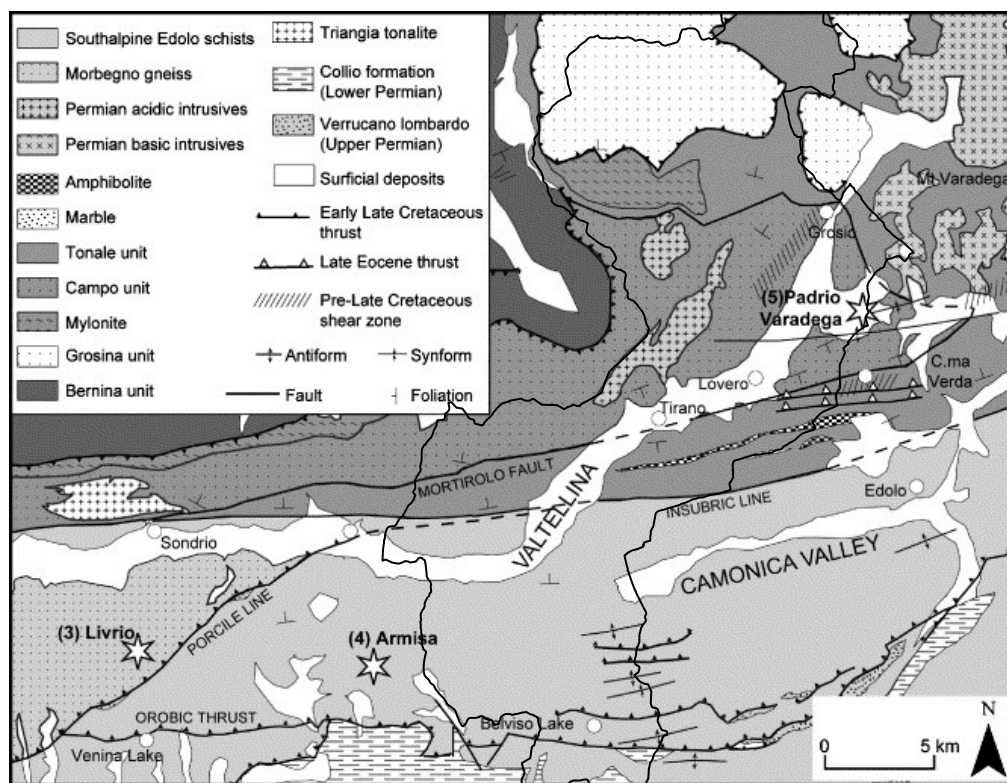 Southalpine Edolo schists
Morbegno gneiss
Permian acidic intrusives
Permian basic intrusives
Amphibolite
Marble
Tonale unit
Campo unit
Mylonite
Grosina unit
Bernina unit
Triangia tonalite
Collio formation
(Lower Permian)
Verrucano lombardo
(Upper Permian)
Surficial deposits
Early Late Cretaceous
thrust
Late Eocene thrust
Pre-Late Cretaceous
shear zone
Antiform
Synform
Fault
Foliation
Mt Varadega
Grosio
(5)Padrio
Varadega
C.ma
Verda
Lovero
Tirano
MORTIROLO FAULT
VALTELLINA
INSUBRIC LINE
Edolo
Sondrio
CAMONICA VALLEY
PORCILE LINE
(3) Livrio
(4) Armisa
OROBIC THRUST
Belviso Lake
Venina Lake
N
0 5 km